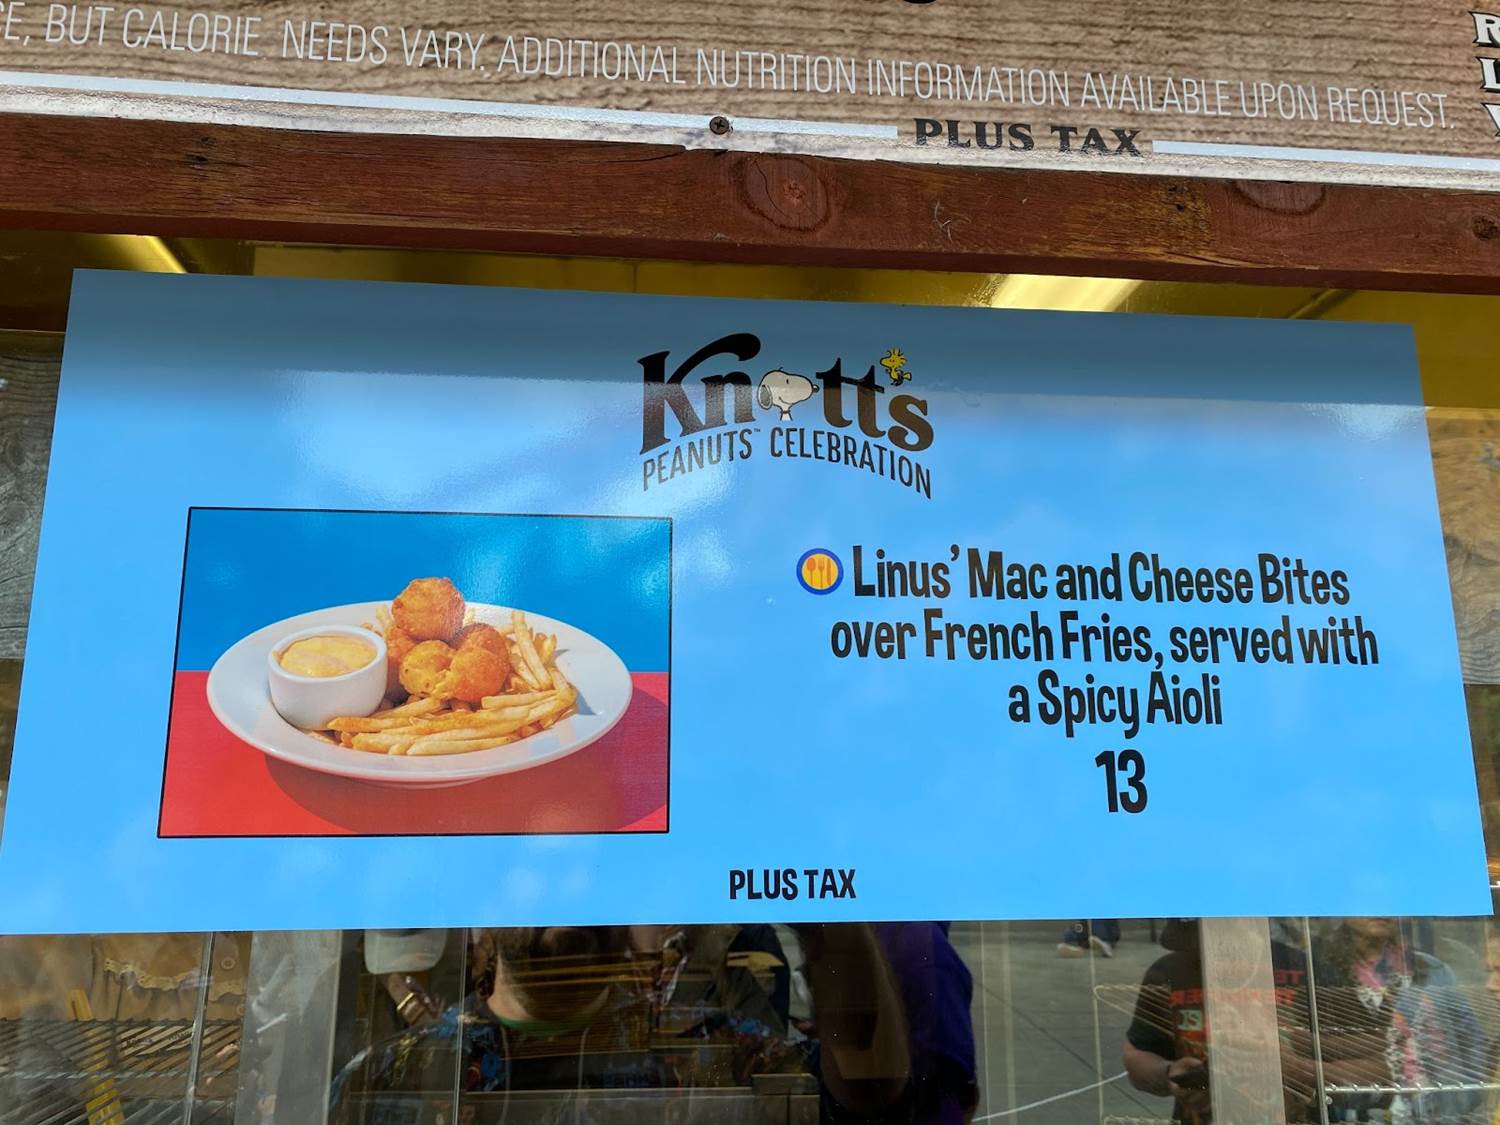 E, BUT CALORIE NEEDS VARY. ADDITIONAL NUTRITION INFORMATION AVAILABLE UPON REQUEST.
PLUS TAX
Knott's
PEANUTS™ CELEBRATION
Linus' Mac and Cheese Bites
over French Fries, served with
a Spicy Aioli
13
PLUS TAX